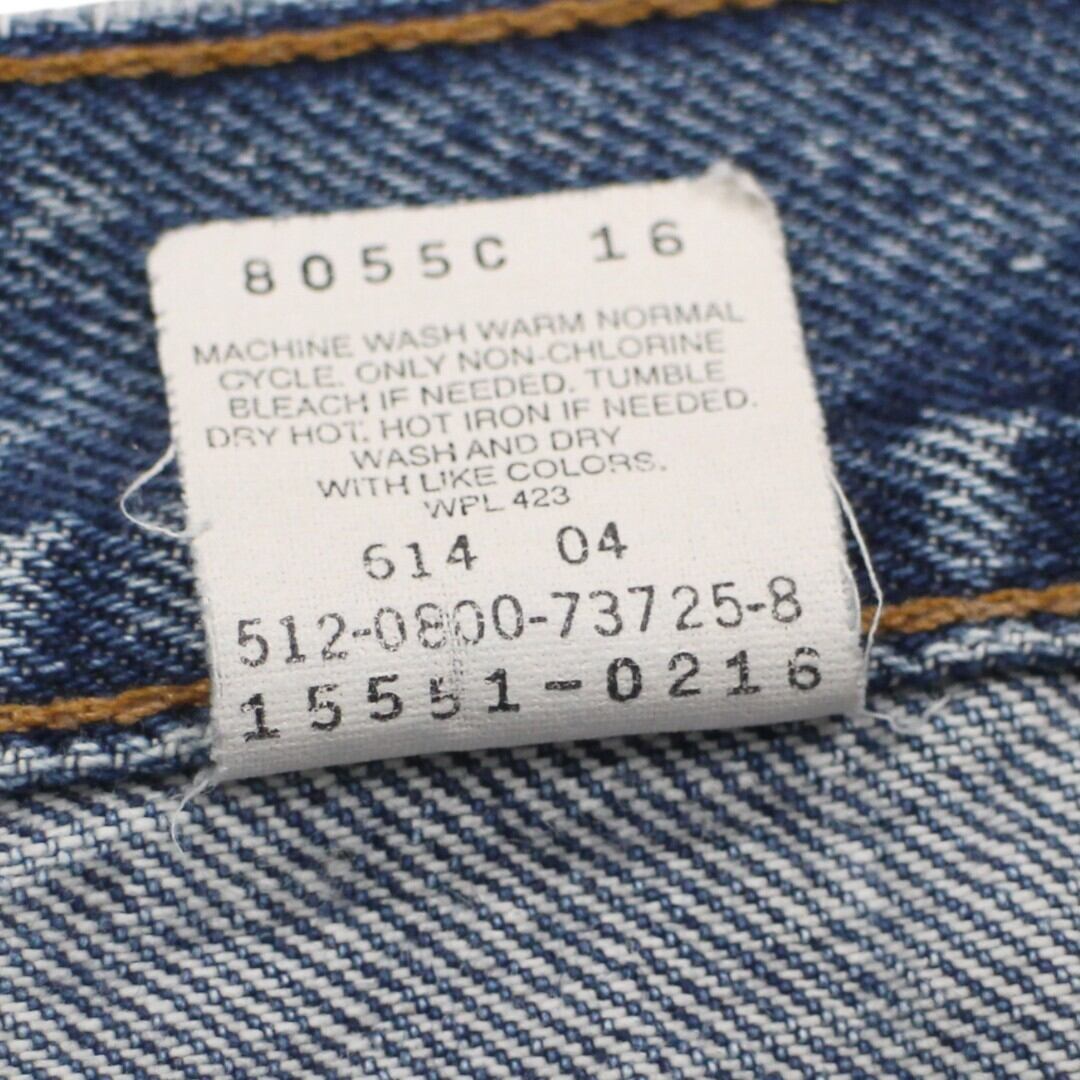 8055C 16
MACHINE WASH WARM NORMAL
CYCLE. ONLY NON-CHLORINE
BLEACH IF NEEDED. TUMBLE
DRY HOT. HOT IRON IF NEEDED.
WASH AND DRY
WITH LIKE COLORS.
WPL 423
614 04
512-0800-73725-8
15551-0216